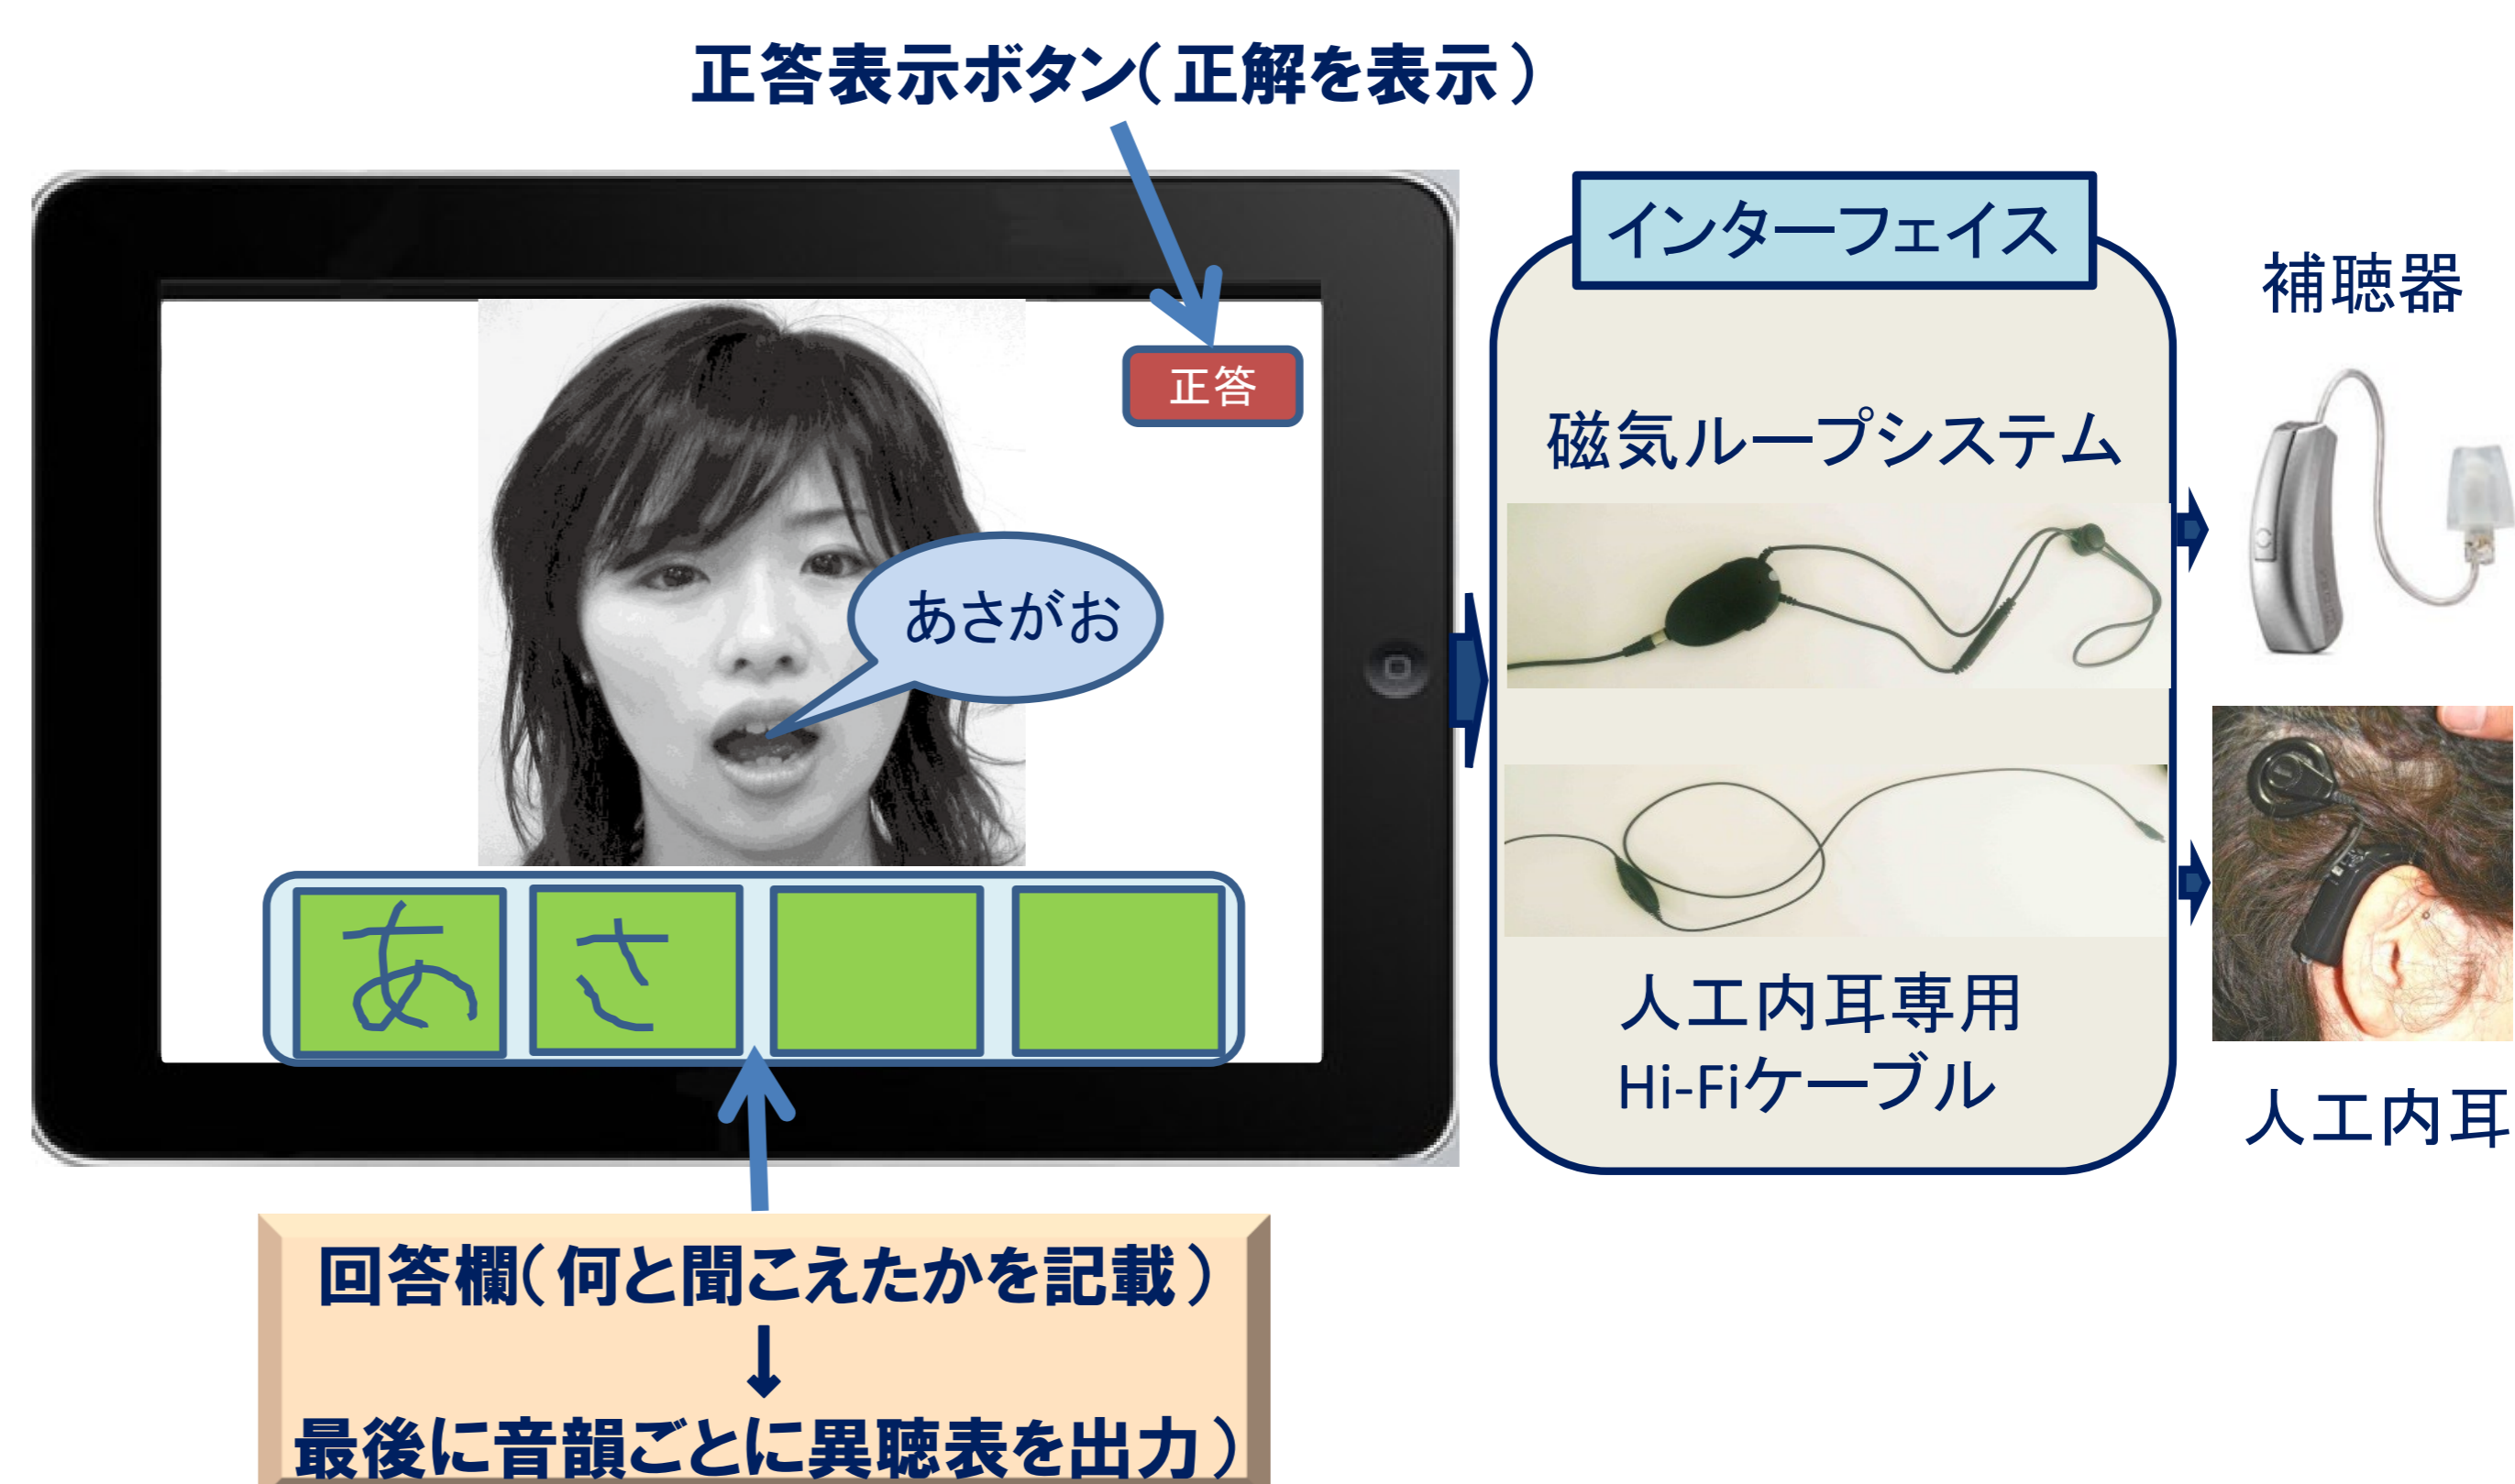 正答表示ボタン(正解を表示)
正答
あさがお
あ さ
回答欄(何と聞こえたかを記載)
↓
最後に音韻ごとに異聴表を出力)
インターフェイス
磁気ループシステム
人工内耳専用
Hi-Fiケーブル
補聴器
人工内耳